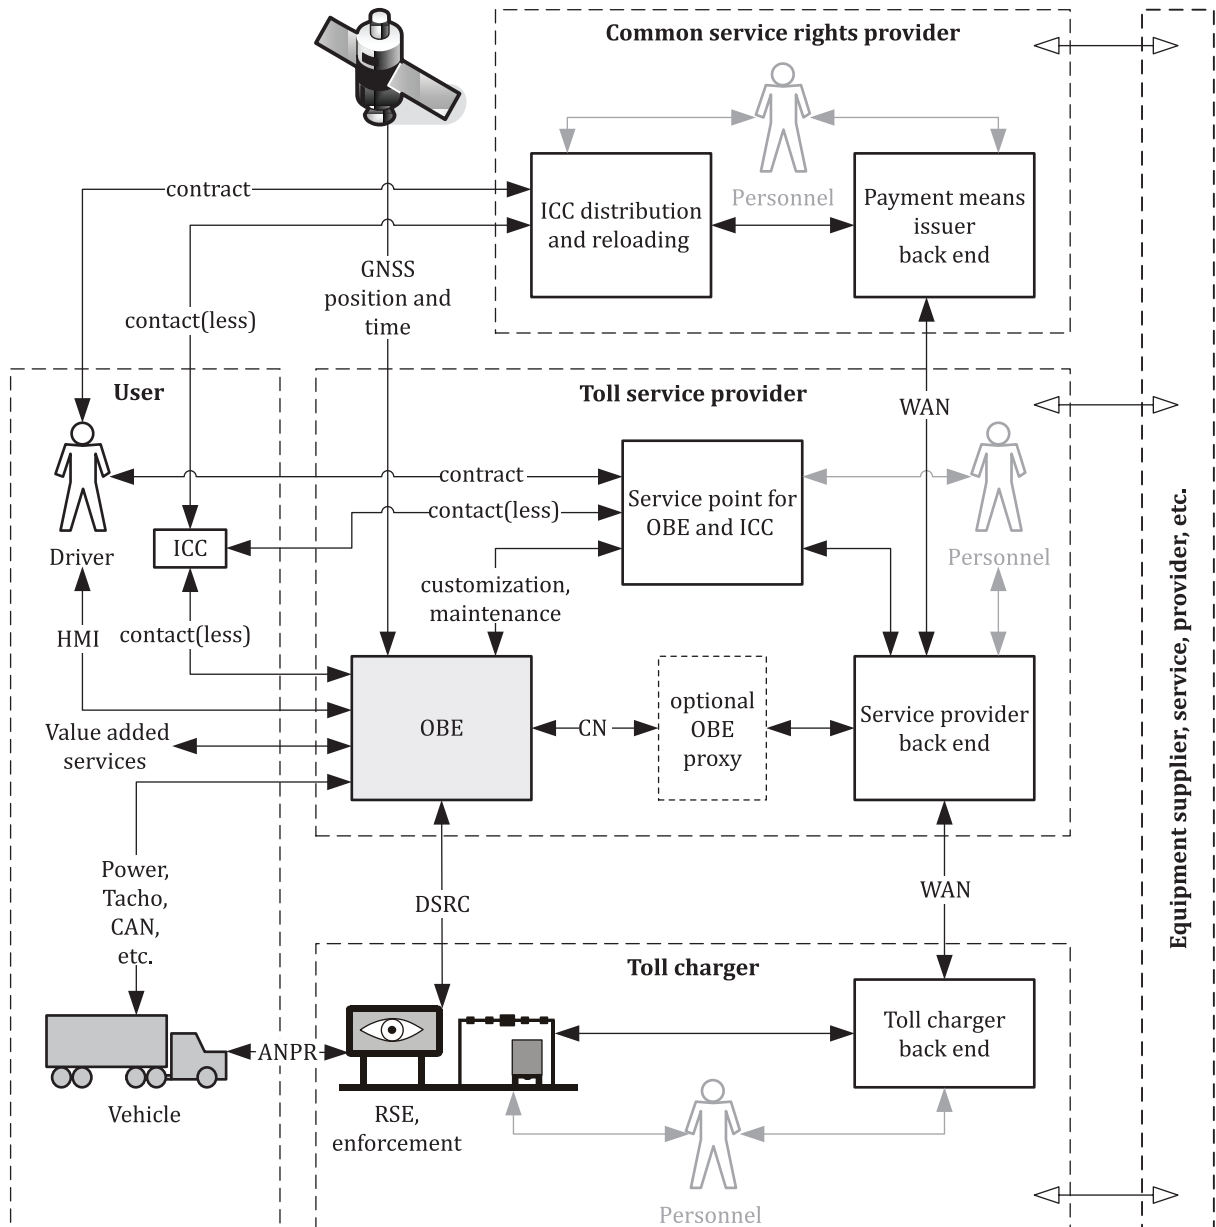 Common service rights provider
Personnel
ICC distribution
and reloading
Payment means
issuer
back end
contract
GNSS
position and
time
contact(less)
User
Toll service provider
WAN
contract
Service point for
OBE and ICC
contact(less)
Driver
ICC
Personnel
customization,
maintenance
HMI
contact(less)
Value added
services
OBE
CN
optional
OBE
proxy
Service provider
back end
Power,
Tacho,
CAN,
etc.
DSRC
WAN
Toll charger
Toll charger
back end
ANPR
Vehicle
RSE,
enforcement
Personnel
Equipment supplier, service, provider, etc.